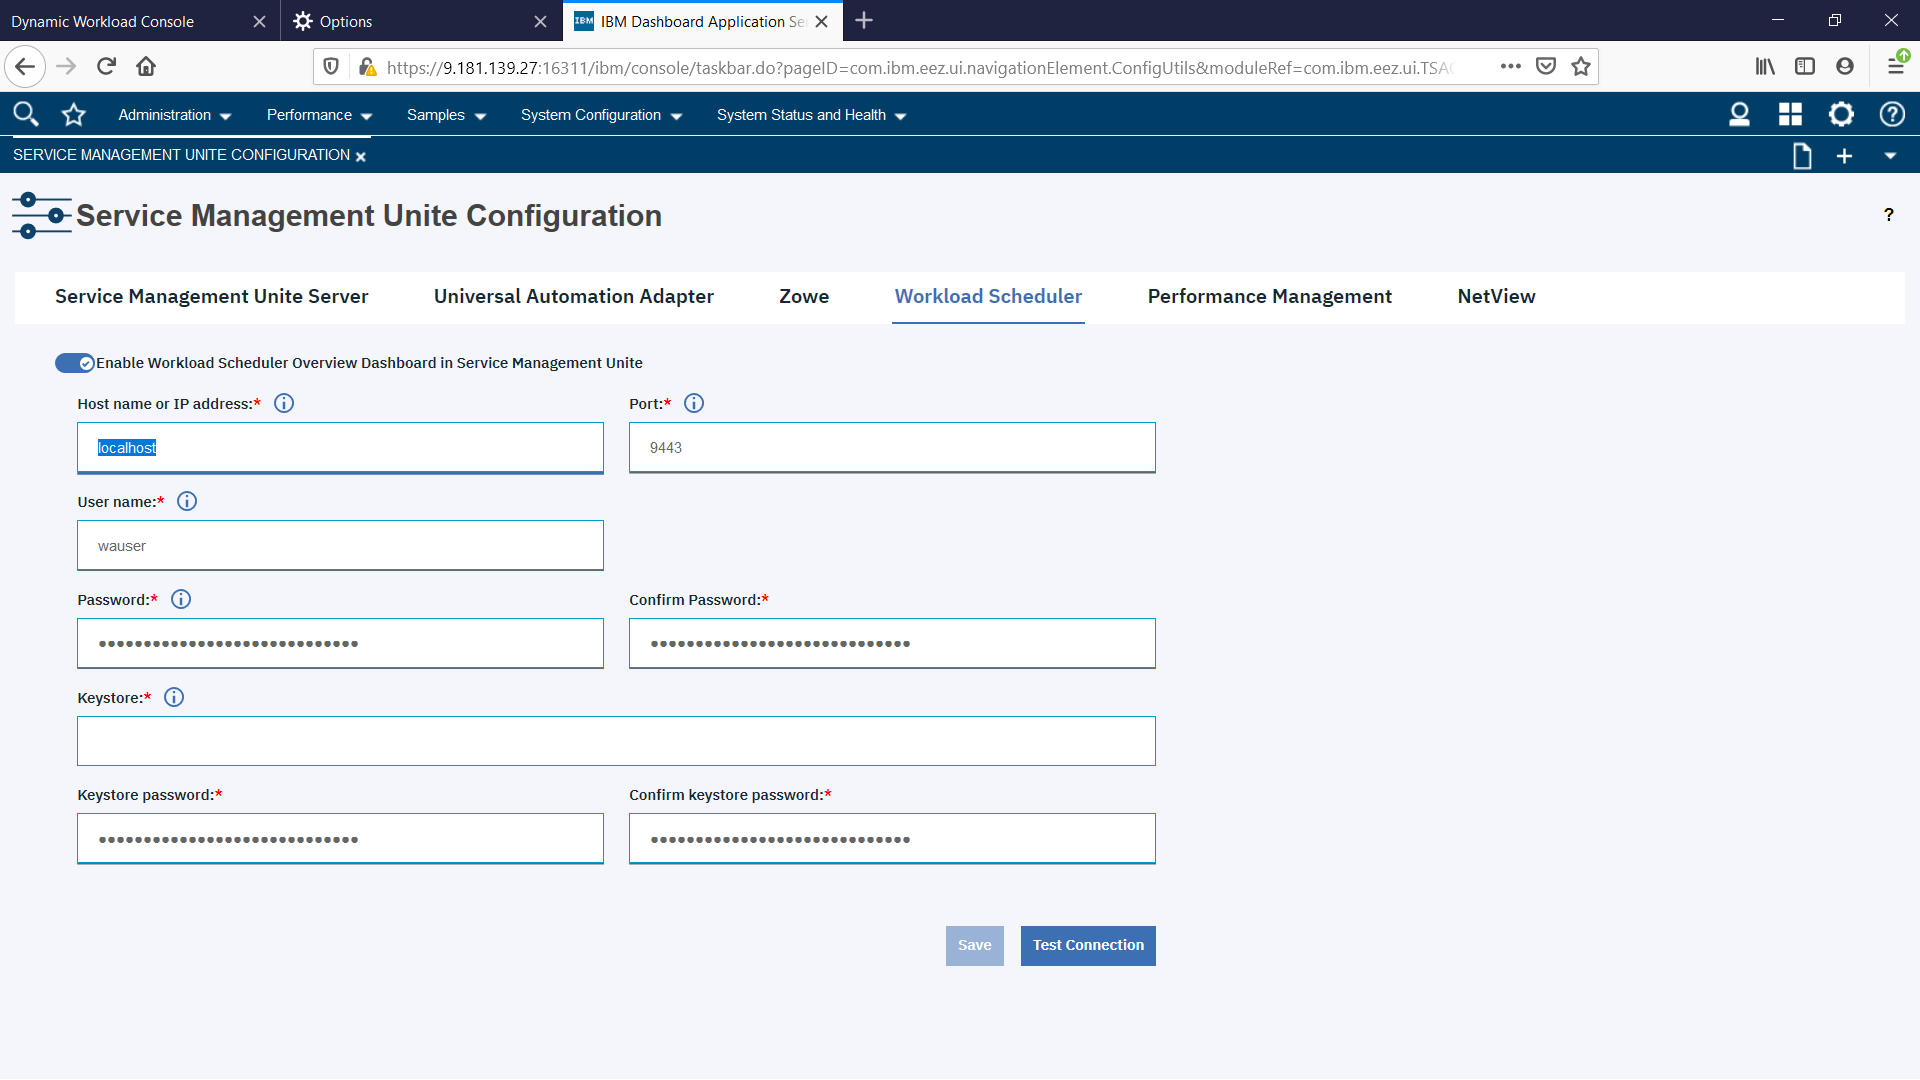 Dynamic Workload Console
Options
IBM IBM Dashboard Application Se
https://9.181.139.27:16311/ibm/console/taskbar.do?pageID=com.ibm.eez.ui.navigationElement.ConfigUtils&moduleRef=com.ibm.eez.ui.TSA
Administration Performance Samples System Configuration System Status and Health
SERVICE MANAGEMENT UNITE CONFIGURATION
Service Management Unite Configuration
?
Service Management Unite Server Universal Automation Adapter Zowe Workload Scheduler Performance Management NetView
Enable Workload Scheduler Overview Dashboard in Service Management Unite
Host name or IP address:* Port:*
localhost 9443
User name:*
wauser
Password:* Confirm Password:*
•••••••••••••••••••••••••••••  •••••••••••••••••••••••••••••
Keystore:*
Keystore password:* Confirm keystore password:*
•••••••••••••••••••••••••••••  •••••••••••••••••••••••••••••
Save Test Connection